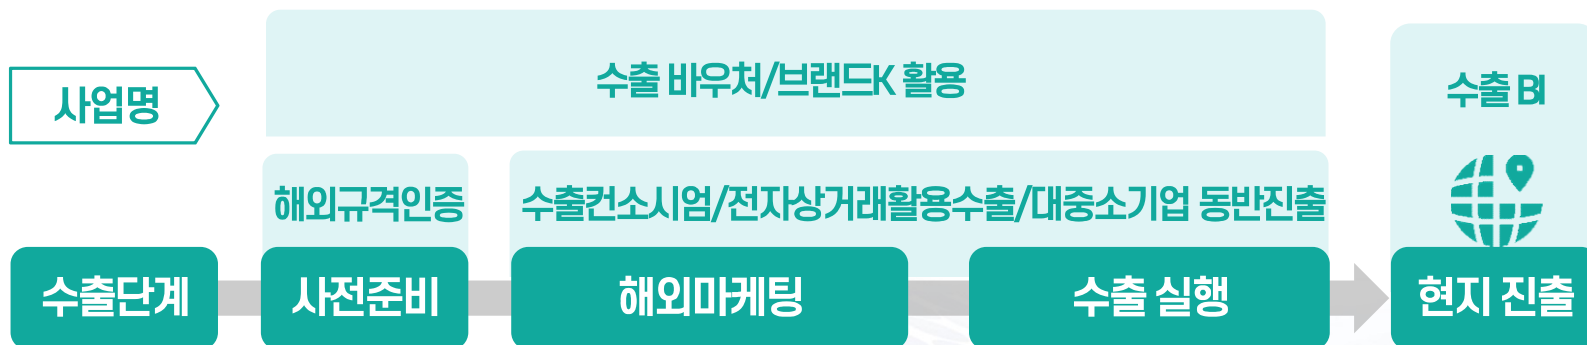 수출 바우처/브랜드K 활용
사업명
수출 BI
해외규격인증
수출컨소시엄/전자상거래활용수출/대중소기업 동반진출
수출단계
사전준비
해외마케팅
수출 실행
현지 진출